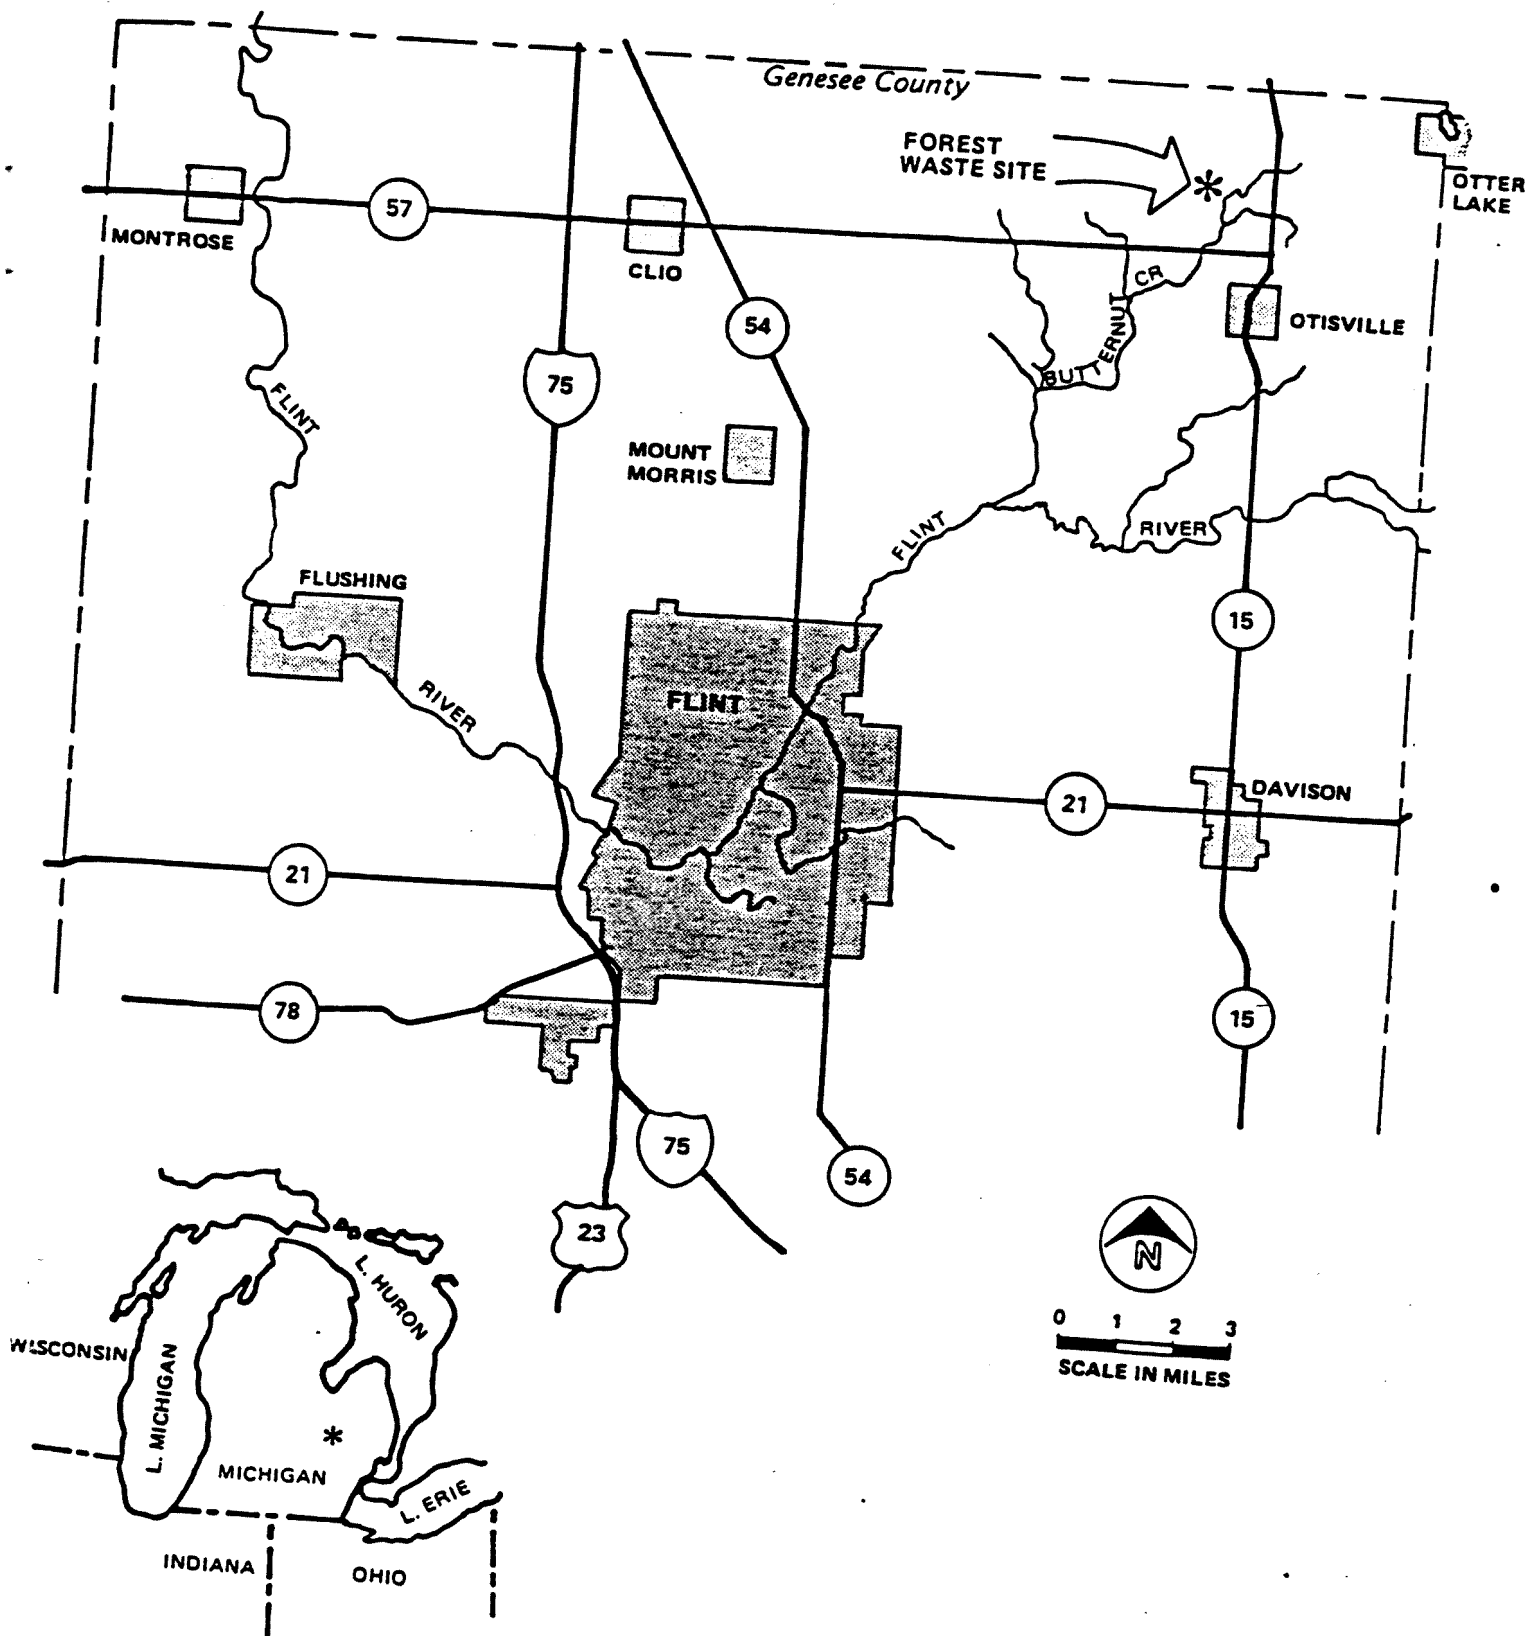 Genesee County
FOREST
WASTE SITE
OTTER
LAKE
57
MONTROSE
CLIO
CR
BUTTERNUT
OTISVILLE
54
75
FLINT
MOUNT
MORRIS
FLINT
RIVER
FLUSHING
15
FLINT
RIVER
21
DAVISON
21
78
15
75
54
23
N
0 1 2 3
SCALE IN MILES
L. HURON
WISCONSIN
L. MICHIGAN
MICHIGAN
L. ERIE
INDIANA
OHIO